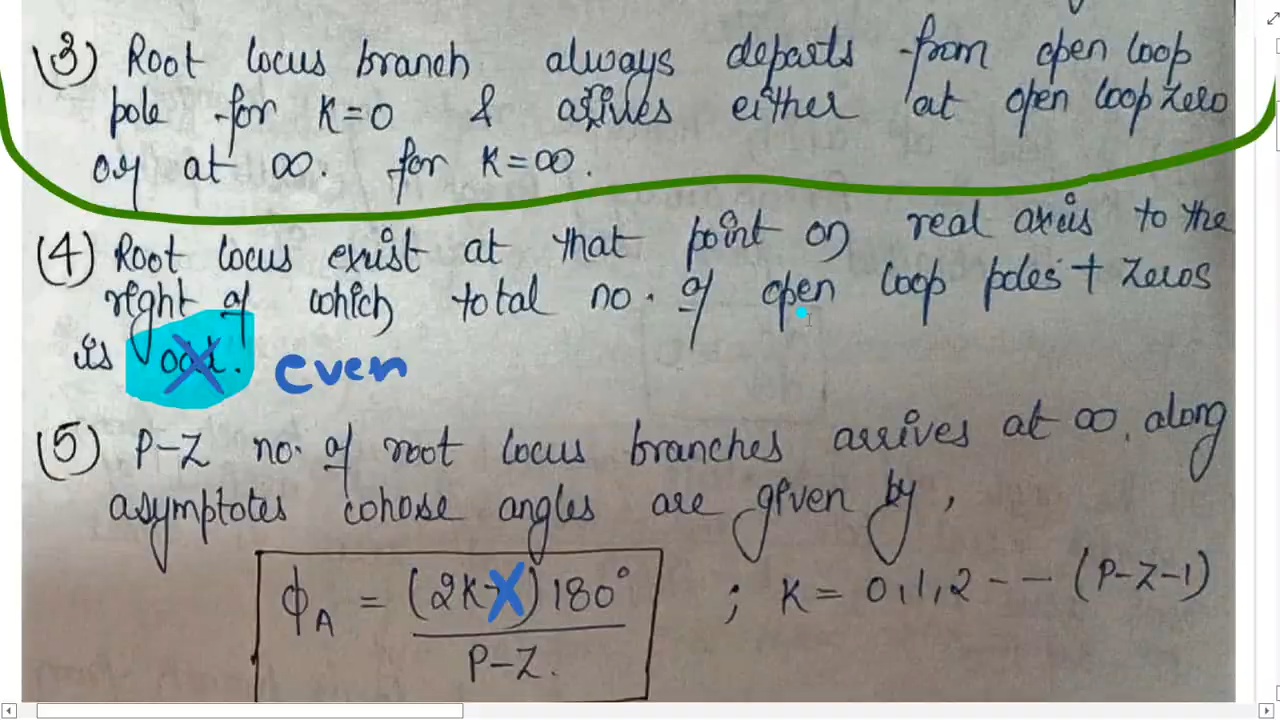 (3) Root locus branch always departs from open loop
pole for K=0 & arrives either at open loop zero
or at ∞. for K=∞.
(4) Root locus exist at that point on real axis to the
right of which total no. of open loop poles + zeros
is odd. even
(5) P-Z no. of root locus branches arrives at ∞, along
asymptotes whose angles are given by,
ϕA = (2K+ )180° ; K = 0,1,2 - - - (P-Z-1)
P-Z.